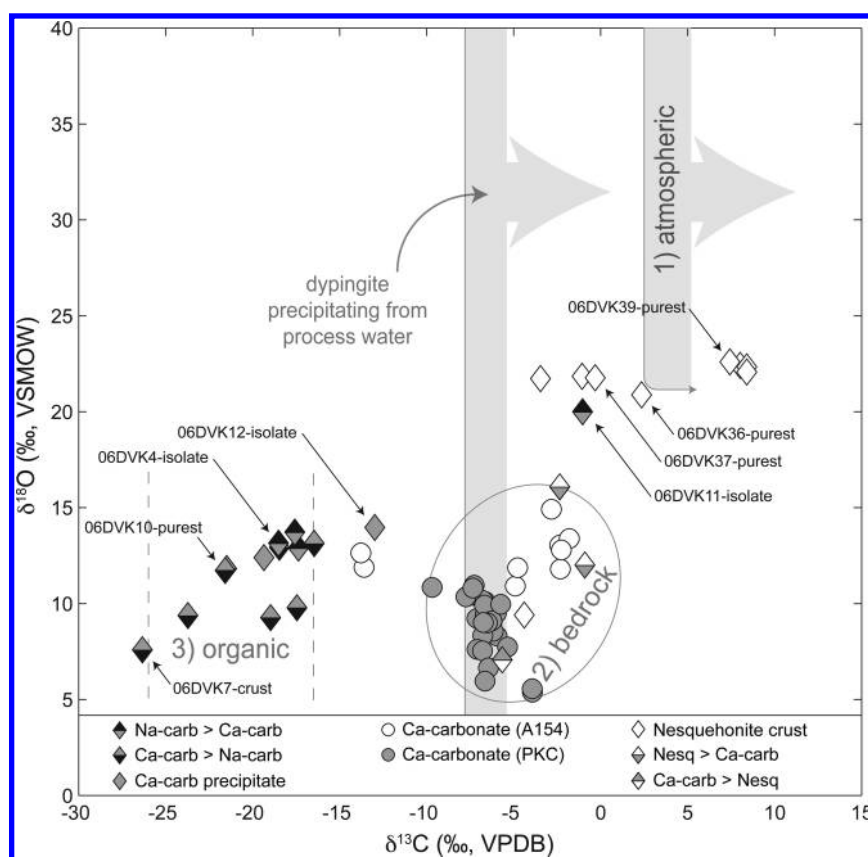 40
35
30
25
20
15
10
5
0
δ18O (‰, VSMOW)
1) atmospheric
dypingite
precipitating from
process water
06DVK39-purest
06DVK36-purest
06DVK37-purest
06DVK11-isolate
06DVK12-isolate
06DVK4-isolate
06DVK10-purest
3) organic
06DVK7-crust
2) bedrock
Na-carb > Ca-carb
Ca-carb > Na-carb
Ca-carb precipitate
Ca-carbonate (A154)
Ca-carbonate (PKC)
Nesquehonite crust
Nesq > Ca-carb
Ca-carb > Nesq
-30 -25 -20 -15 -10 -5 0 5 10 15
δ13C (‰, VPDB)